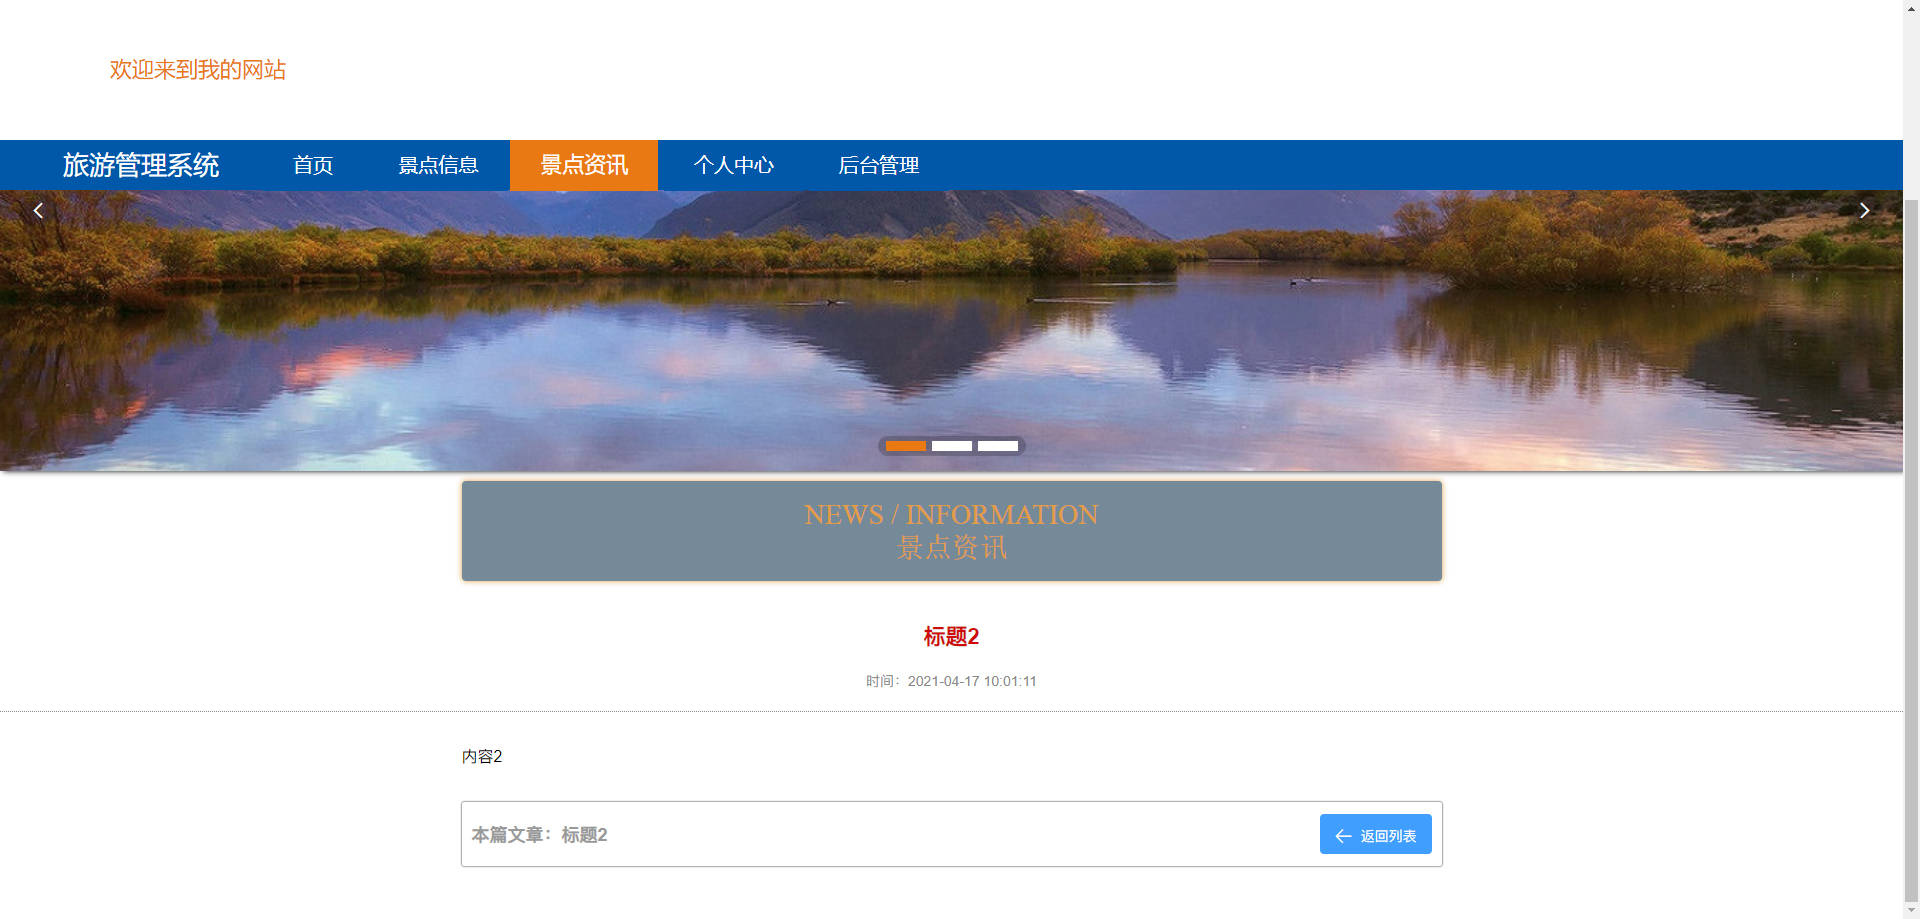 欢迎来到我的网站
旅游管理系统 首页 景点信息 景点资讯 个人中心 后台管理
NEWS / INFORMATION
景点资讯
标题2
时间：2021-04-17 10:01:11
内容2
本篇文章：标题2 返回列表